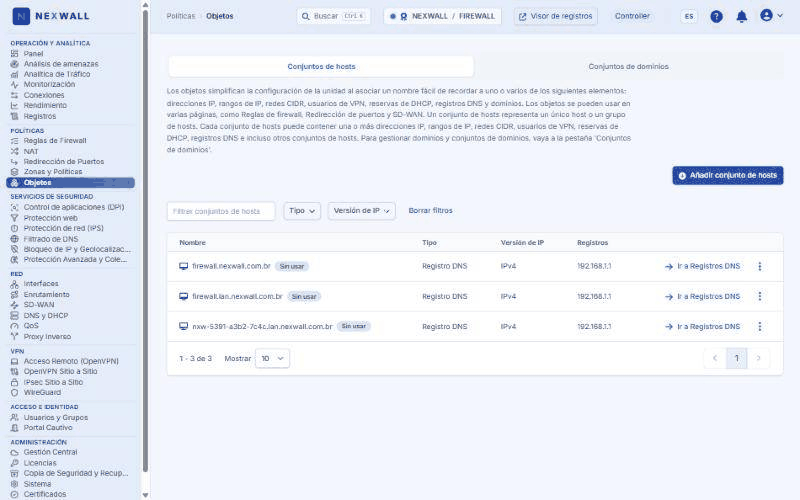 NEXWALL
OPERACIÓN Y ANALÍTICA
Panel
Análisis de amenazas
Analítica de Tráfico
Monitorización
Conexiones
Rendimiento
Registros
POLÍTICAS
Reglas de Firewall
NAT
Redirección de Puertos
Zonas y Políticas
Objetos
SERVICIOS DE SEGURIDAD
Control de aplicaciones (DPI)
Protección web
Protección de red (IPS)
Filtrado de DNS
Bloqueo de IP y Geolocalizac...
Protección Avanzada y Cole...
RED
Interfaces
Enrutamiento
SD-WAN
DNS y DHCP
QoS
Proxy Inverso
VPN
Acceso Remoto (OpenVPN)
OpenVPN Sitio a Sitio
IPsec Sitio a Sitio
WireGuard
ACCESO E IDENTIDAD
Usuarios y Grupos
Portal Cautivo
ADMINISTRACIÓN
Gestión Central
Licencias
Copia de Seguridad y Recup...
Sistema
Certificados
Políticas Objetos
Buscar Ctrl K
NEXWALL / FIREWALL
Visor de registros
Controller
ES
Conjuntos de hosts
Conjuntos de dominios
Los objetos simplifican la configuración de la unidad al asociar un nombre fácil de recordar a uno o varios de los siguientes elementos:
direcciones IP, rangos de IP, redes CIDR, usuarios de VPN, reservas de DHCP, registros DNS y dominios. Los objetos se pueden usar en
varias páginas, como Reglas de firewall, Redirección de puertos y SD-WAN. Un conjunto de hosts representa un único host o un grupo
de hosts. Cada conjunto de hosts puede contener una o más direcciones IP, rangos de IP, redes CIDR, usuarios de VPN, reservas de
DHCP, registros DNS e incluso otros conjuntos de hosts. Para gestionar dominios y conjuntos de dominios, vaya a la pestaña 'Conjuntos
de dominios'.
Añadir conjunto de hosts
Filtrar conjuntos de hosts
Tipo
Versión de IP
Borrar filtros
Nombre Tipo Versión de IP Registros
firewall.nexwall.com.br Sin usar Registro DNS IPv4 192.168.1.1 Ir a Registros DNS
firewall.lan.nexwall.com.br Sin usar Registro DNS IPv4 192.168.1.1 Ir a Registros DNS
nxw-5391-a3b2-7c4c.lan.nexwall.com.br Sin usar Registro DNS IPv4 192.168.1.1 Ir a Registros DNS
1 - 3 de 3 Mostrar 10 1